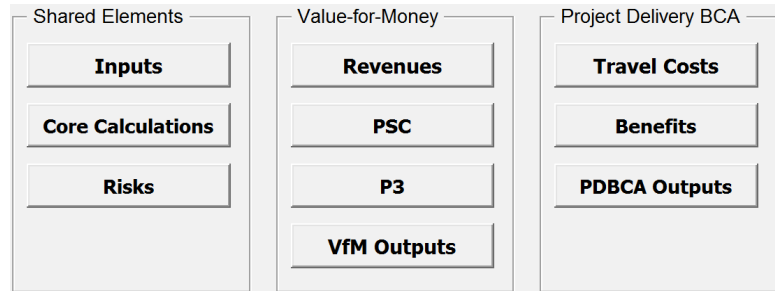 Shared Elements
Inputs
Core Calculations
Risks
Value-for-Money
Revenues
PSC
P3
VfM Outputs
Project Delivery BCA
Travel Costs
Benefits
PDBCA Outputs